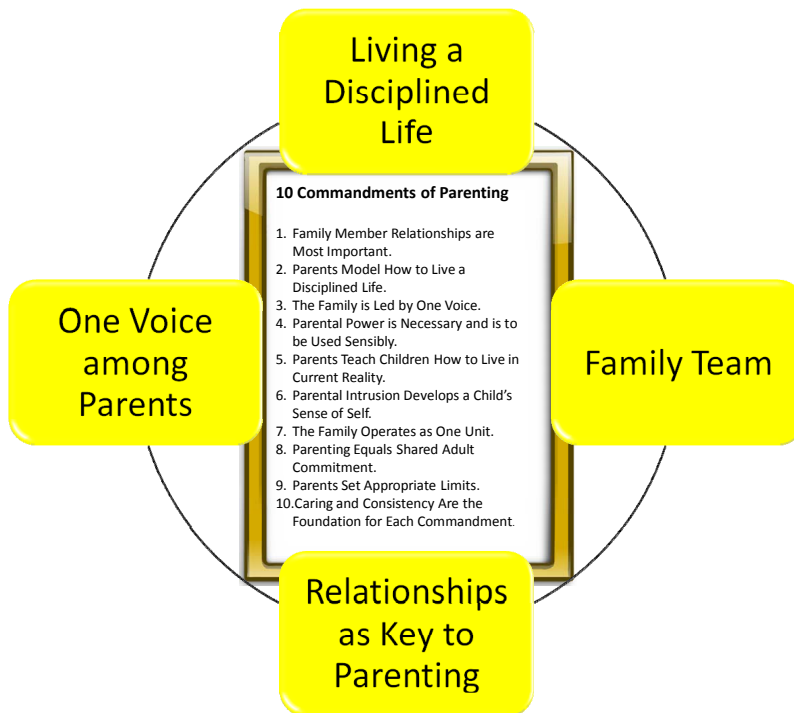 Living a
Disciplined
Life
10 Commandments of Parenting
1. Family Member Relationships are
Most Important.
2. Parents Model How to Live a
Disciplined Life.
3. The Family is Led by One Voice.
4. Parental Power is Necessary and is to
be Used Sensibly.
5. Parents Teach Children How to Live in
Current Reality.
6. Parental Intrusion Develops a Child's
Sense of Self.
7. The Family Operates as One Unit.
8. Parenting Equals Shared Adult
Commitment.
9. Parents Set Appropriate Limits.
10.Caring and Consistency Are the
Foundation for Each Commandment.
One Voice
among
Parents
Family Team
Relationships
as Key to
Parenting